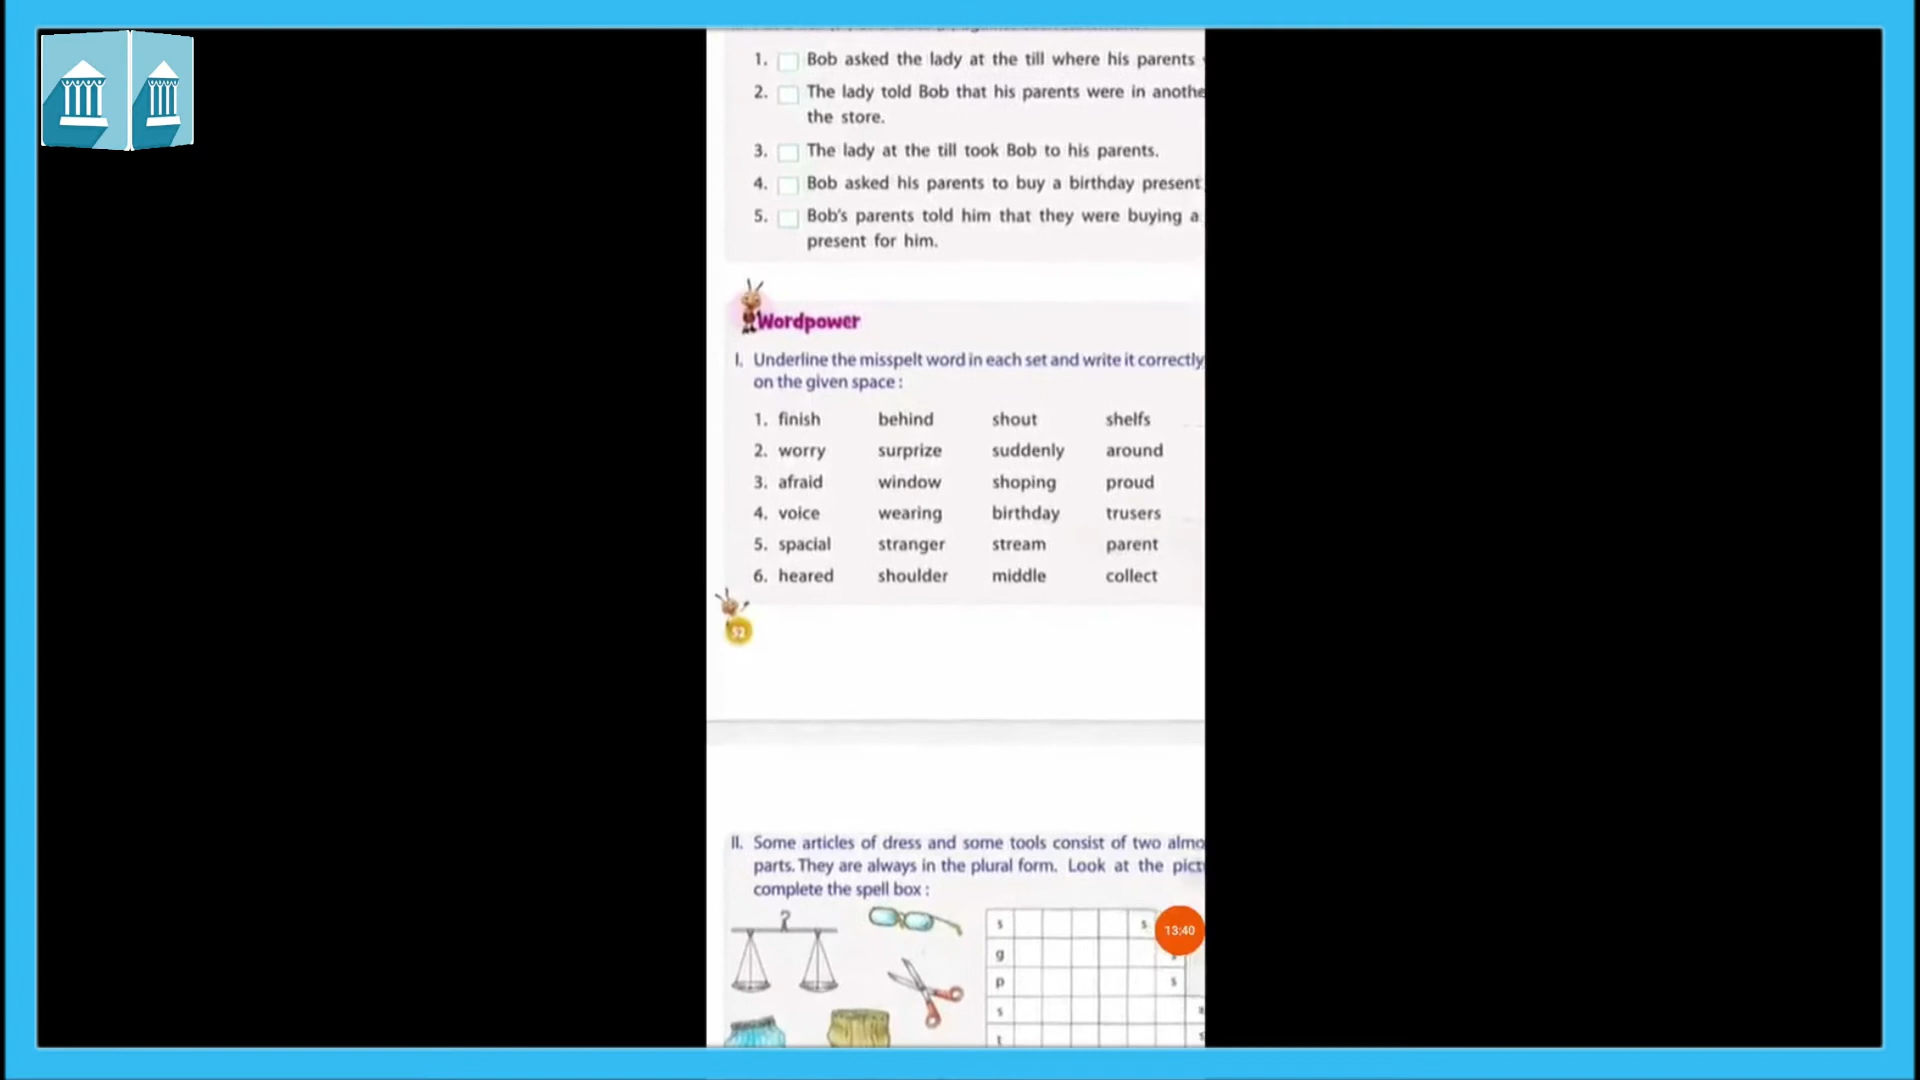 1. Bob asked the lady at the till where his parents
2. The lady told Bob that his parents were in anothe
the store.
3. The lady at the till took Bob to his parents.
4. Bob asked his parents to buy a birthday present
5. Bob's parents told him that they were buying a
present for him.
Wordpower
I. Underline the misspelt word in each set and write it correctly
on the given space :
1. finish behind shout shelfs
2. worry surprize suddenly around
3. afraid window shoping proud
4. voice wearing birthday trusers
5. spacial stranger stream parent
6. heared shoulder middle collect
52
II. Some articles of dress and some tools consist of two almo
parts. They are always in the plural form. Look at the pict
complete the spell box :
s s
13:40
g s
p s
s
t s